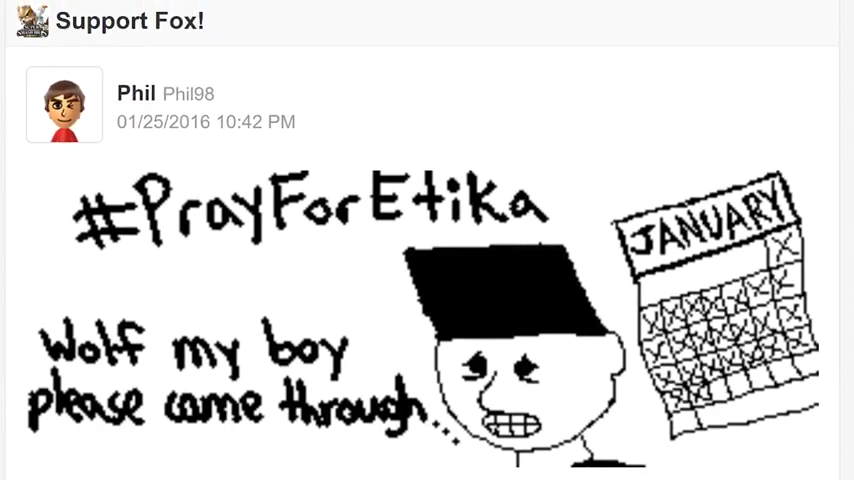 Support Fox!
Phil Phil98
01/25/2016 10:42 PM
#PrayForEtika
JANUARY
Wolf my boy
please come through...